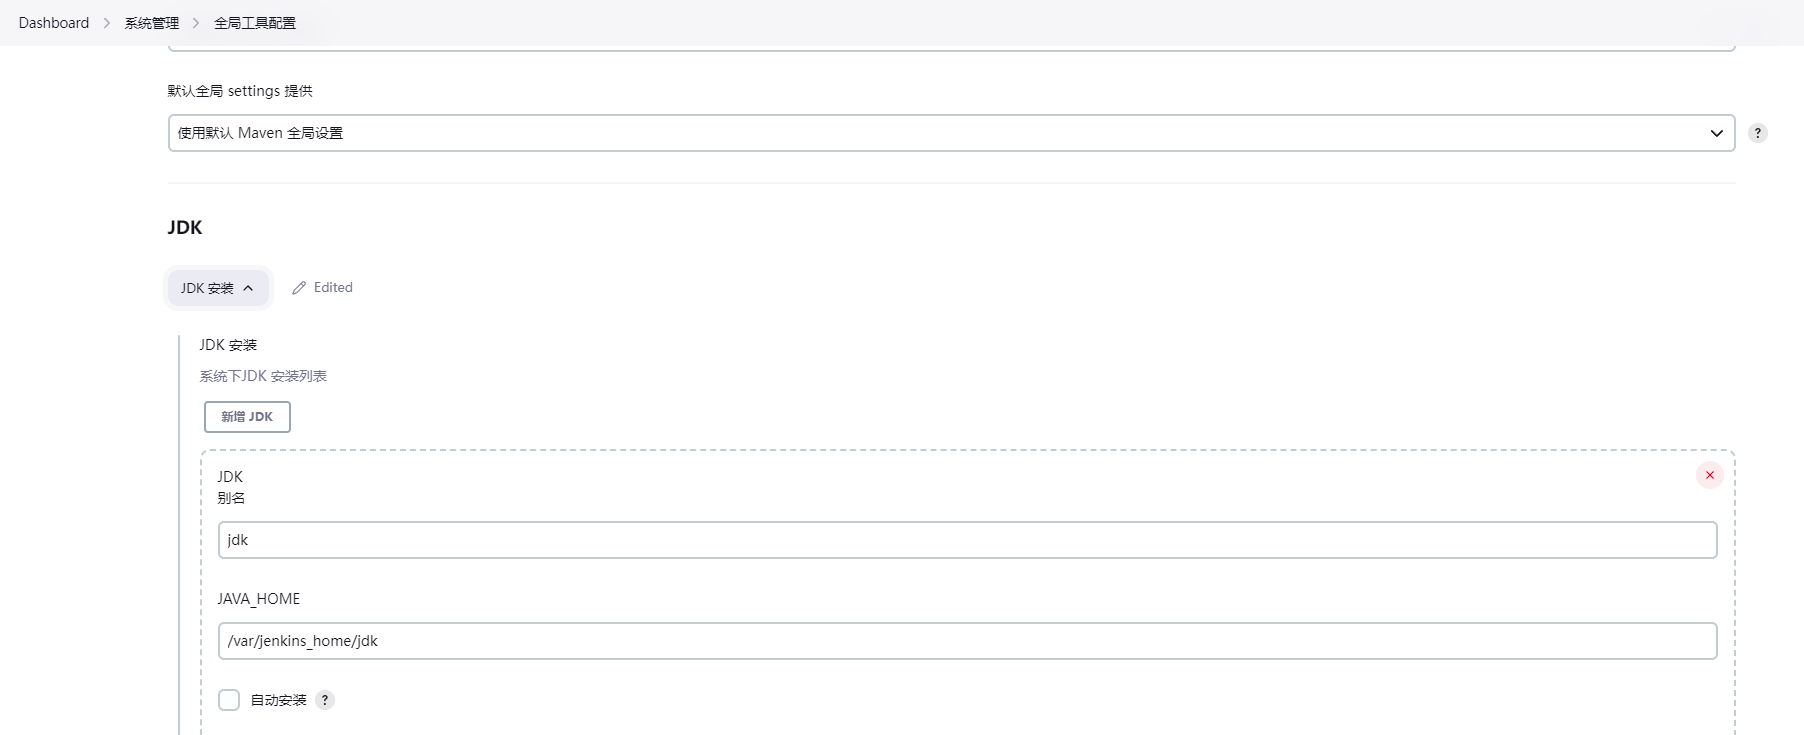 Dashboard 系统管理 全局工具配置
默认全局 settings 提供
使用默认 Maven 全局设置
?
JDK
JDK 安装 Edited
JDK 安装
系统下JDK 安装列表
新增 JDK
JDK
别名
jdk
JAVA_HOME
/var/jenkins_home/jdk
自动安装 ?